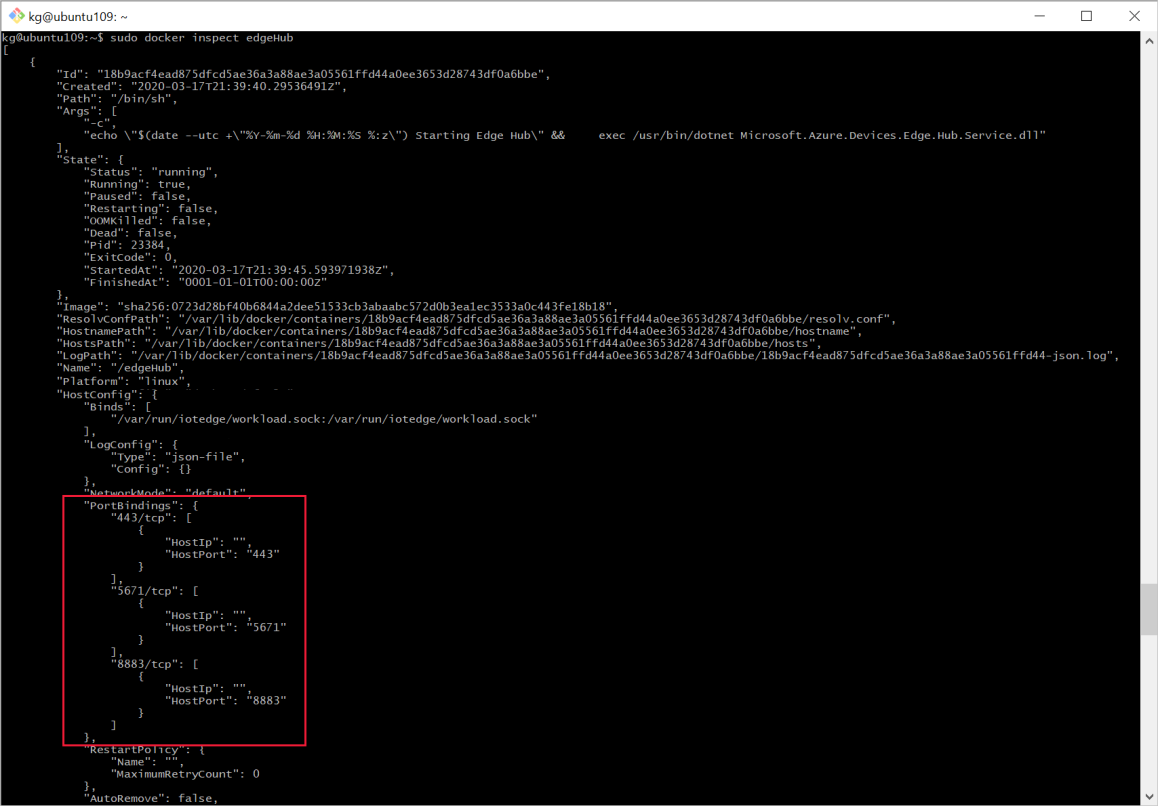 kg@ubuntu109: ~
kg@ubuntu109:~$ sudo docker inspect edgeHub
[
    {
        "Id": "18b9acf4ead875dfcd5ae36a3a88ae3a05561ffd44a0ee3653d28743df0a6bbe",
        "Created": "2020-03-17T21:39:40.29536491Z",
        "Path": "/bin/sh",
        "Args": [
            "-c",
            "echo \"$(date --utc +\"%Y-%m-%d %H:%M:%S %:z\") Starting Edge Hub\" &&     exec /usr/bin/dotnet Microsoft.Azure.Devices.Edge.Hub.Service.dll"
        ],
        "State": {
            "Status": "running",
            "Running": true,
            "Paused": false,
            "Restarting": false,
            "OOMKilled": false,
            "Dead": false,
            "Pid": 23384,
            "ExitCode": 0,
            "StartedAt": "2020-03-17T21:39:45.593971938Z",
            "FinishedAt": "0001-01-01T00:00:00Z"
        },
        "Image": "sha256:0723d28bf40b6844a2dee51533cb3abaabc572d0b3ea1ec3533a0c443fe18b18",
        "ResolvConfPath": "/var/lib/docker/containers/18b9acf4ead875dfcd5ae36a3a88ae3a05561ffd44a0ee3653d28743df0a6bbe/resolv.conf",
        "HostnamePath": "/var/lib/docker/containers/18b9acf4ead875dfcd5ae36a3a88ae3a05561ffd44a0ee3653d28743df0a6bbe/hostname",
        "HostsPath": "/var/lib/docker/containers/18b9acf4ead875dfcd5ae36a3a88ae3a05561ffd44a0ee3653d28743df0a6bbe/hosts",
        "LogPath": "/var/lib/docker/containers/18b9acf4ead875dfcd5ae36a3a88ae3a05561ffd44a0ee3653d28743df0a6bbe/18b9acf4ead875dfcd5ae36a3a88ae3a05561ffd44-json.log",
        "Name": "/edgeHub",
        "Platform": "linux",
        "HostConfig": {
            "Binds": [
                "/var/run/iotedge/workload.sock:/var/run/iotedge/workload.sock"
            ],
            "LogConfig": {
                "Type": "json-file",
                "Config": {}
            },
            "NetworkMode": "default",
            "PortBindings": {
                "443/tcp": [
                    {
                        "HostIp": "",
                        "HostPort": "443"
                    }
                ],
                "5671/tcp": [
                    {
                        "HostIp": "",
                        "HostPort": "5671"
                    }
                ],
                "8883/tcp": [
                    {
                        "HostIp": "",
                        "HostPort": "8883"
                    }
                ]
            },
            "RestartPolicy": {
                "Name": "",
                "MaximumRetryCount": 0
            },
            "AutoRemove": false,